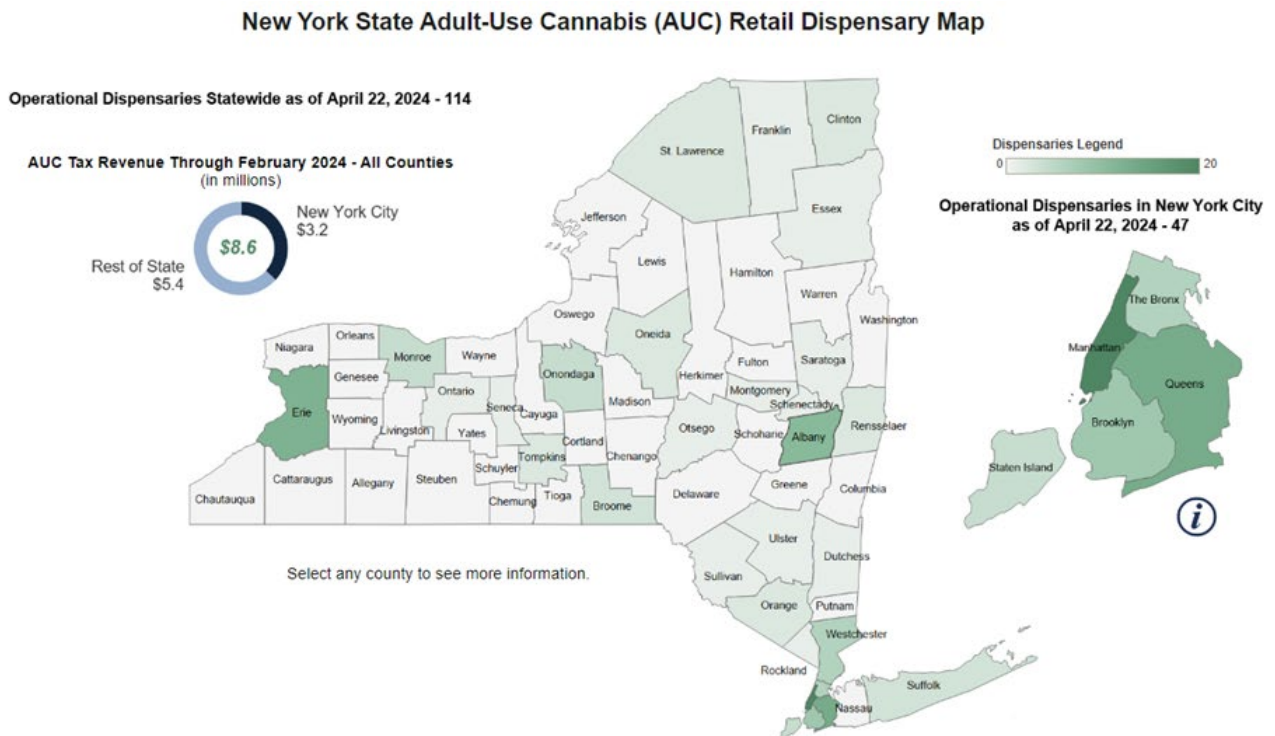 New York State Adult-Use Cannabis (AUC) Retail Dispensary Map
Operational Dispensaries Statewide as of April 22, 2024 - 114
AUC Tax Revenue Through February 2024 - All Counties
(in millions)
New York City
$3.2
$8.6
Rest of State
$5.4
Dispensaries Legend
0
20
Operational Dispensaries in New York City
as of April 22, 2024 - 47
Clinton
Franklin
St. Lawrence
Essex
Jefferson
Lewis
Hamilton
Warren
Washington
Oswego
Oneida
Herkimer
Fulton
Saratoga
Niagara
Orleans
Monroe
Wayne
Onondaga
Madison
Montgomery
Schenectady
Genesee
Ontario
Seneca
Cayuga
Erie
Wyoming
Livingston
Yates
Cortland
Chenango
Otsego
Schoharie
Albany
Rensselaer
Tompkins
Schuyler
Chautauqua
Cattaraugus
Allegany
Steuben
Chemung
Tioga
Broome
Delaware
Greene
Columbia
Ulster
Dutchess
Sullivan
Orange
Putnam
Westchester
Rockland
Suffolk
Nassau
The Bronx
Manhattan
Queens
Brooklyn
Staten Island
i
Select any county to see more information.